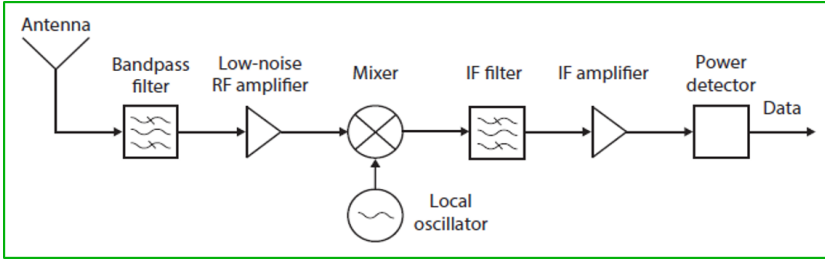 Antenna
Bandpass
filter
Low-noise
RF amplifier
Mixer
IF filter
IF amplifier
Power
detector
Data
Local
oscillator